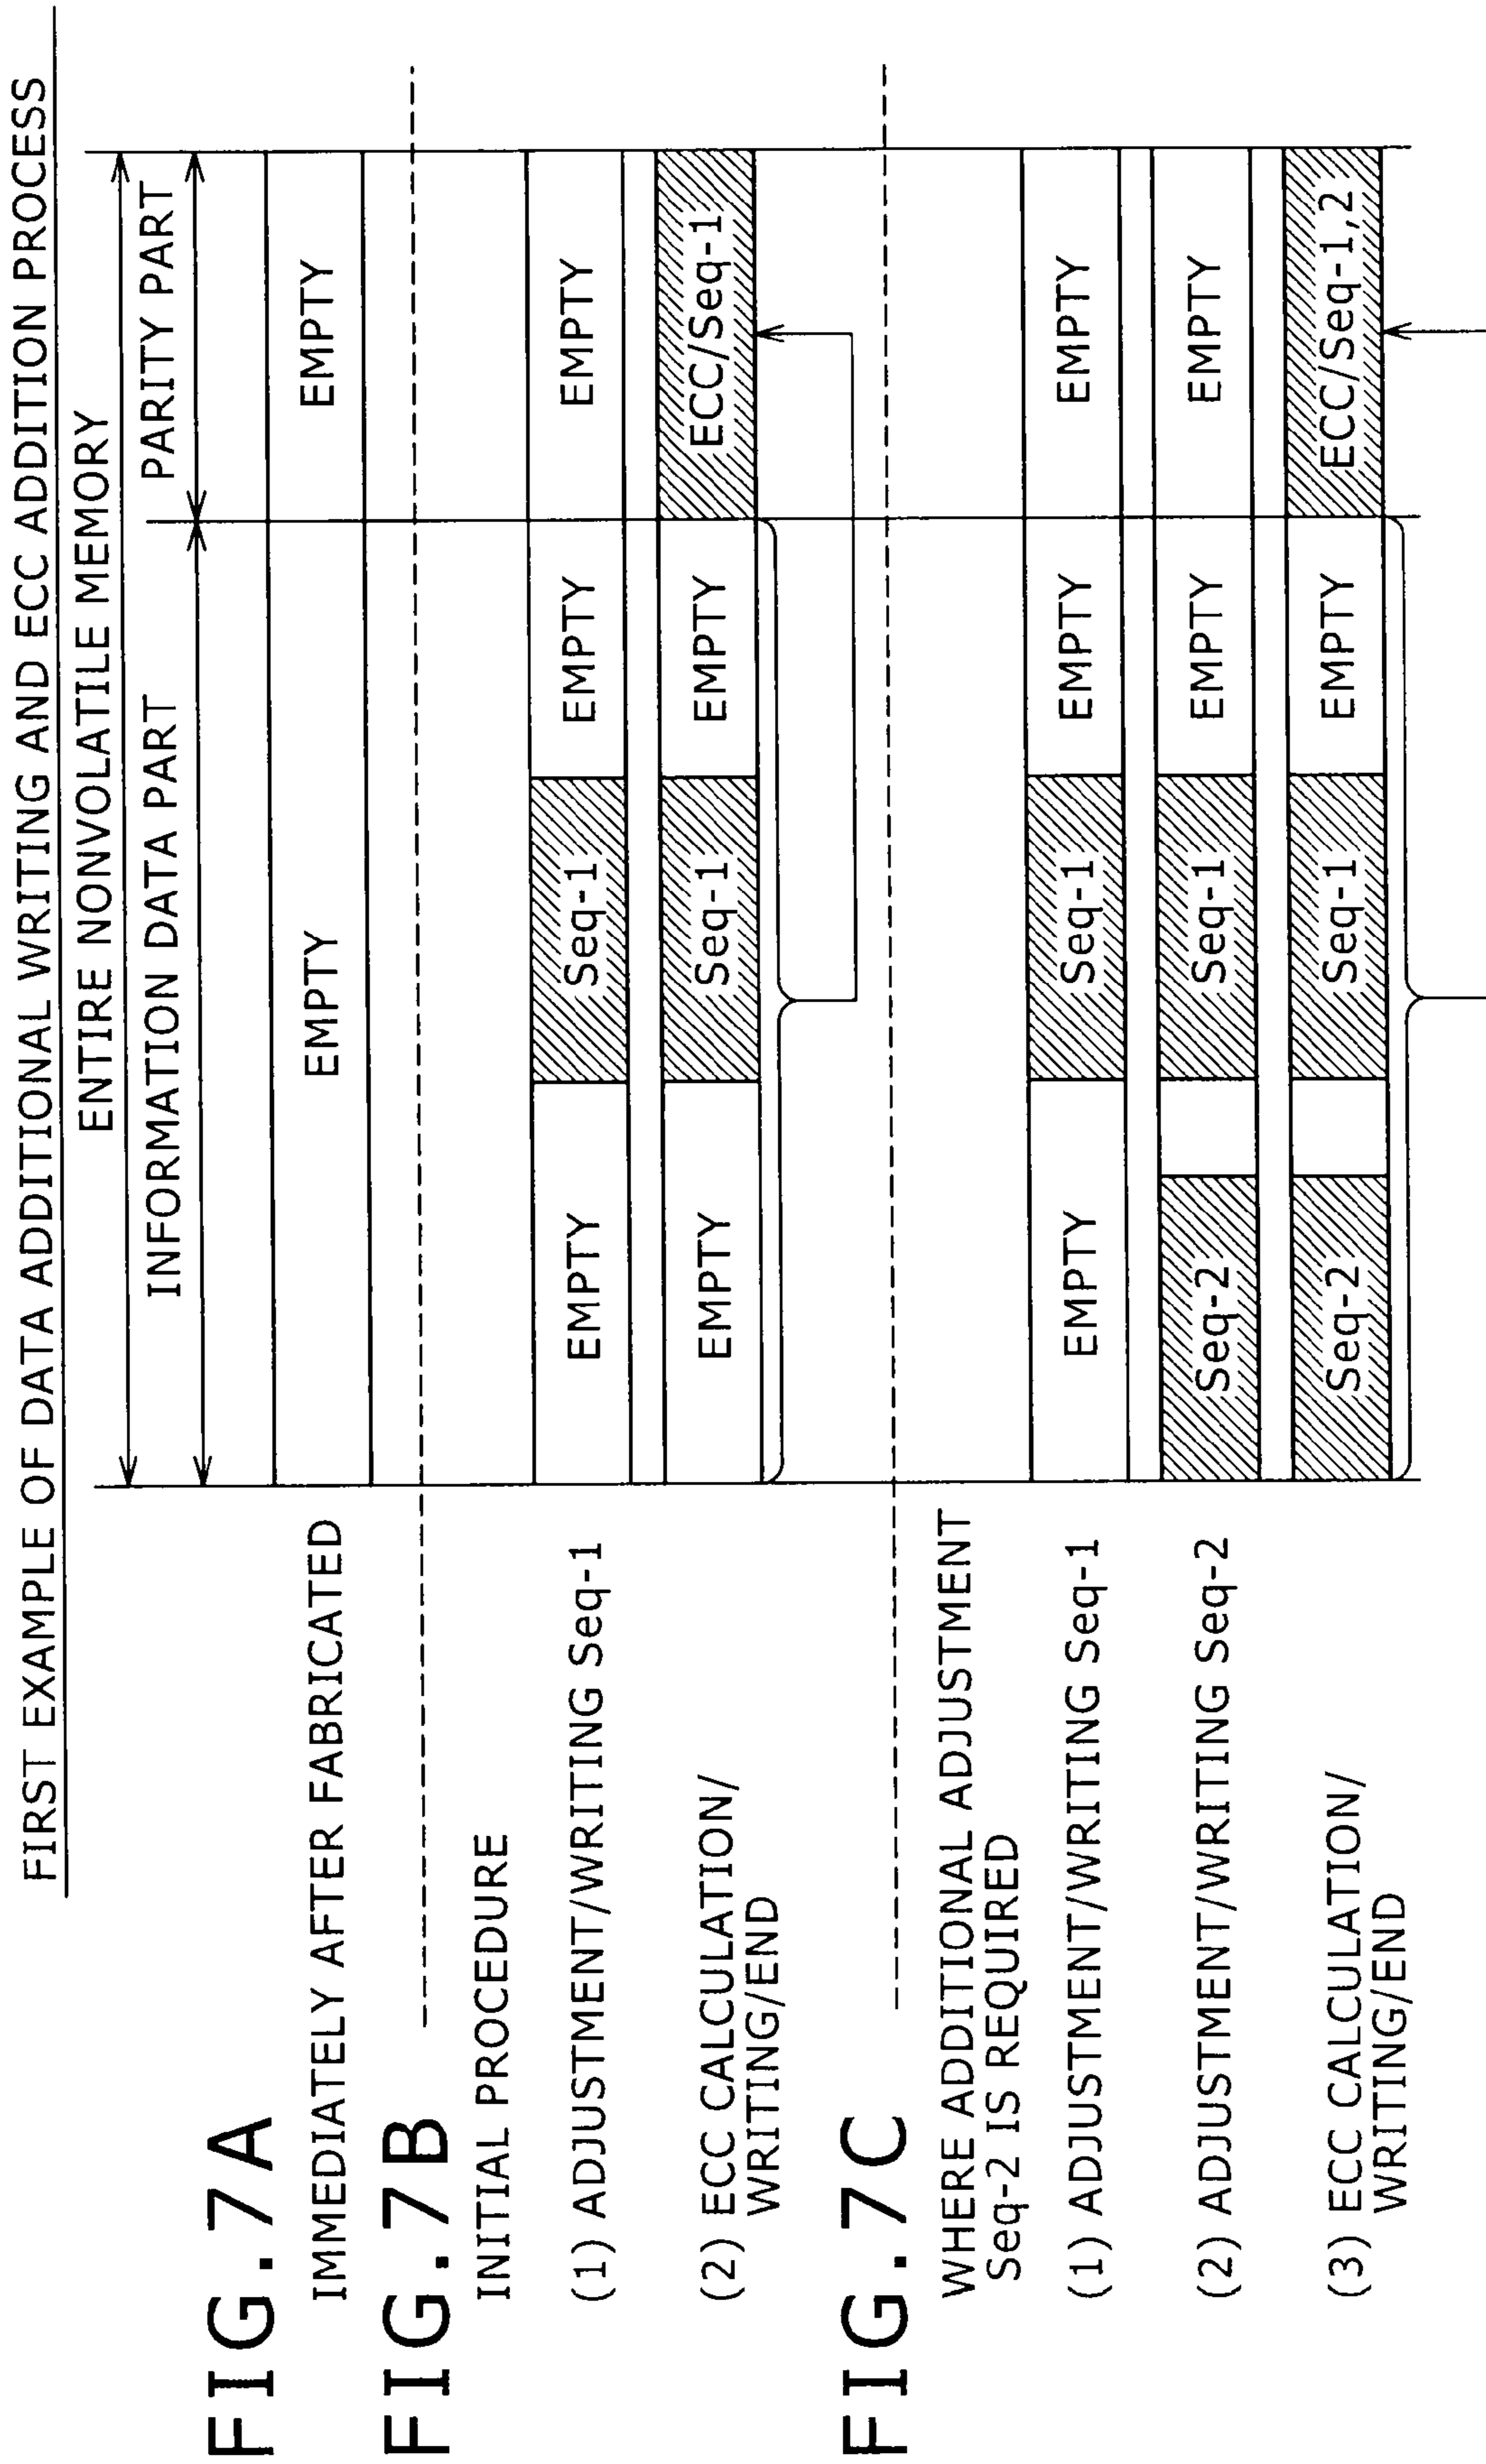 FIRST EXAMPLE OF DATA ADDITIONAL WRITING AND ECC ADDITION PROCESS
ENTIRE NONVOLATILE MEMORY
INFORMATION DATA PART
PARITY PART
FIG.7A
IMMEDIATELY AFTER FABRICATED
EMPTY
EMPTY
FIG.7B
INITIAL PROCEDURE
(1) ADJUSTMENT/WRITING Seq-1
EMPTY
Seq-1
EMPTY
EMPTY
(2) ECC CALCULATION/
WRITING/END
EMPTY
Seq-1
EMPTY
ECC/Seq-1
FIG.7C
WHERE ADDITIONAL ADJUSTMENT
Seq-2 IS REQUIRED
(1) ADJUSTMENT/WRITING Seq-1
EMPTY
Seq-1
EMPTY
EMPTY
(2) ADJUSTMENT/WRITING Seq-2
Seq-2
Seq-1
EMPTY
EMPTY
(3) ECC CALCULATION/
WRITING/END
Seq-2
Seq-1
EMPTY
ECC/Seq-1,2